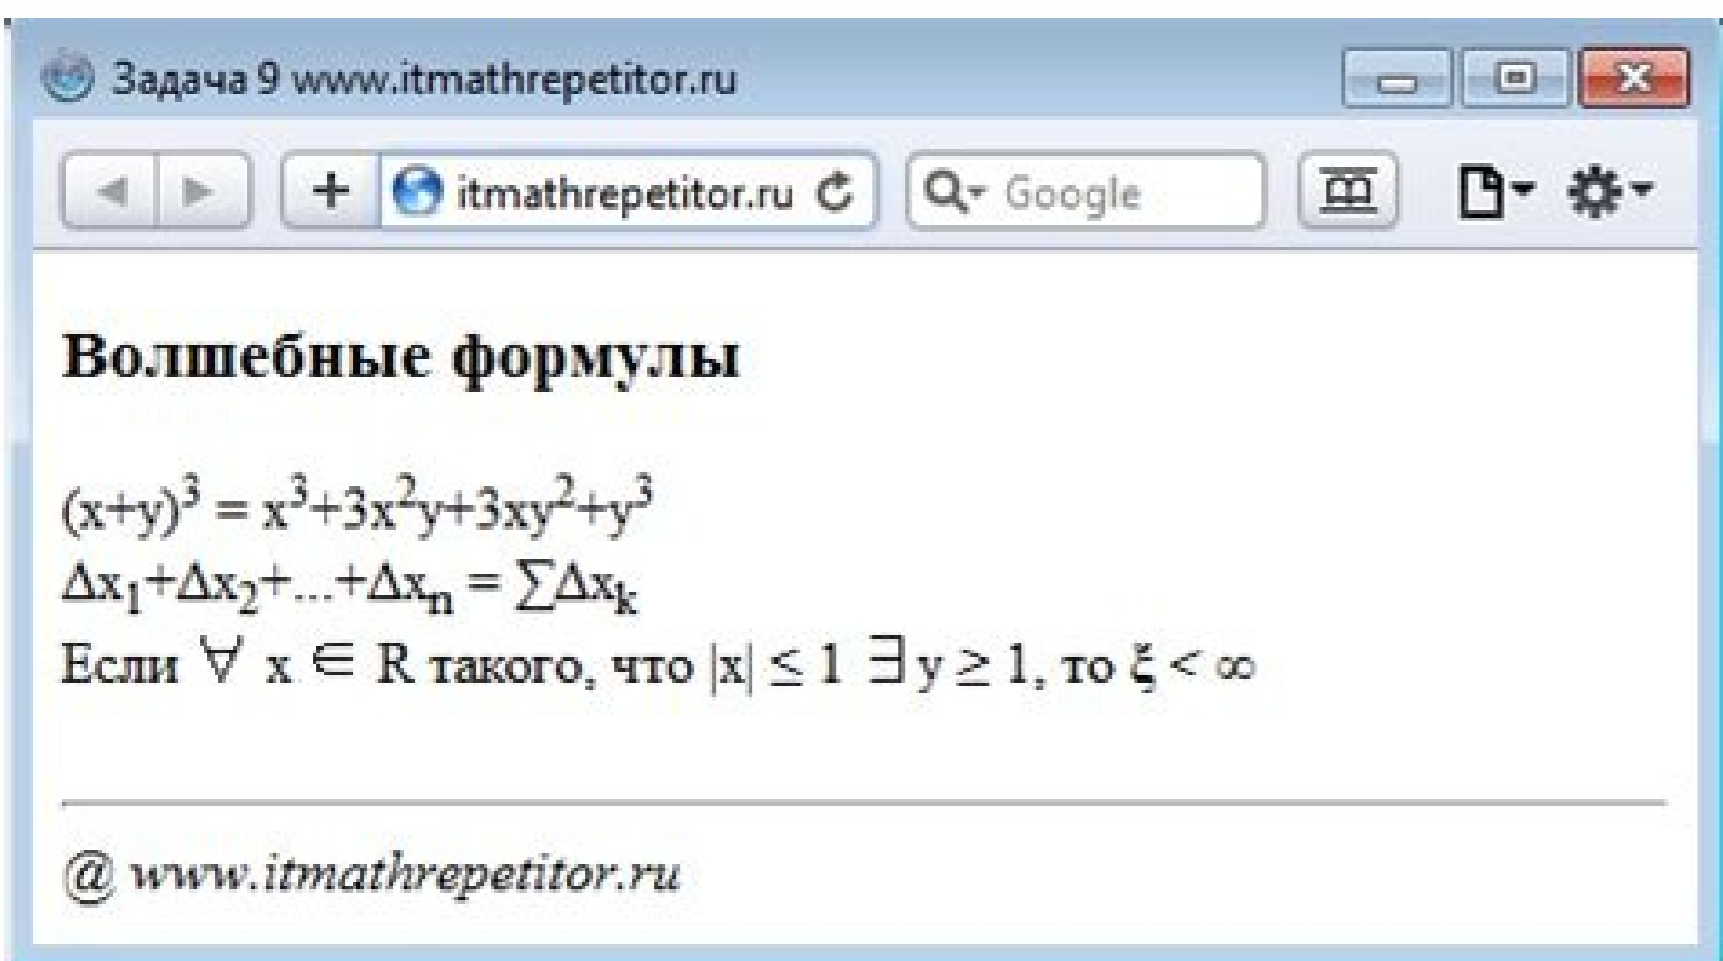 Задача 9 www.itmathrepetitor.ru
+ itmathrepetitor.ru Google
Волшебные формулы
(x+y)³ = x³+3x²y+3xy²+y³
Δx₁+Δx₂+...+Δxₙ = ∑Δxₖ
Если ∀ x ∈ R такого, что |x| ≤ 1 ∃ y ≥ 1, то ξ < ∞
@ www.itmathrepetitor.ru